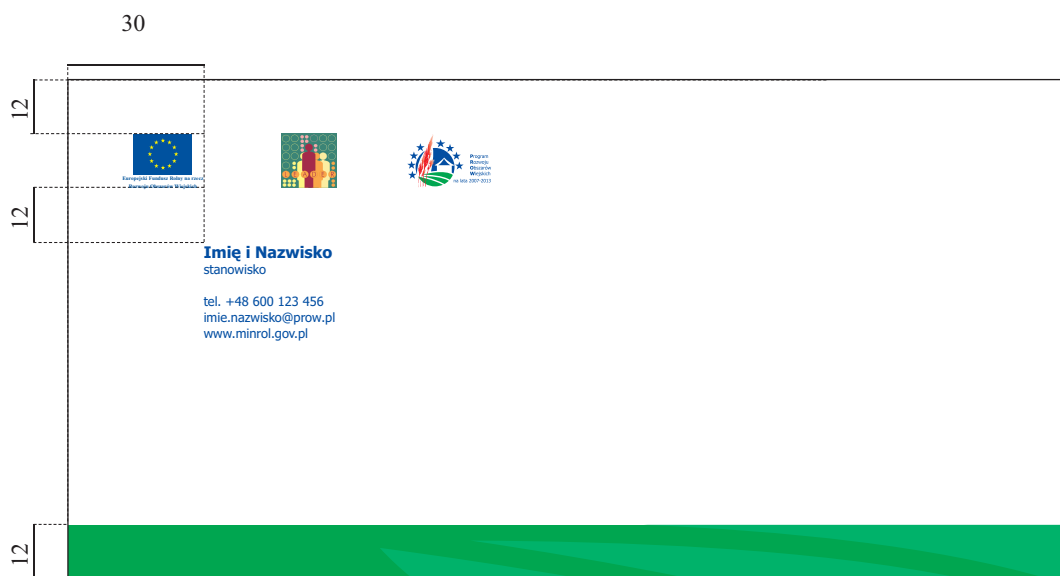 30
12
Europejski Fundusz Rolny na rzecz
Rozwoju Obszarów Wiejskich
LEADER
Program
Rozwoju
Obszarów
Wiejskich
na lata 2007-2013
12
Imię i Nazwisko
stanowisko
tel. +48 600 123 456
imie.nazwisko@prow.pl
www.minrol.gov.pl
12